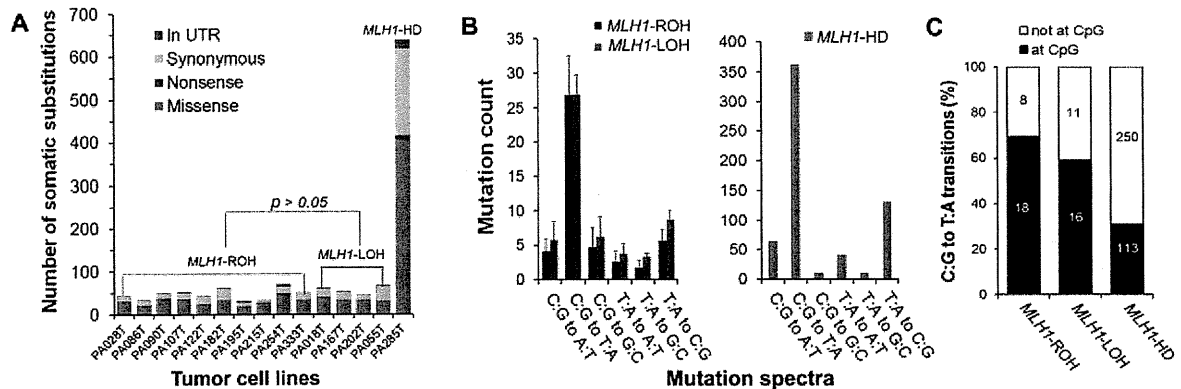 A
Number of somatic substitutions
700
600
500
400
300
200
100
0
In UTR
Synonymous
Nonsense
Missense
MLH1-HD
p > 0.05
MLH1-ROH
MLH1-LOH
PA028T
PA086T
PA090T
PA107T
PA122T
PA182T
PA195T
PA215T
PA254T
PA333T
PA018T
PA167T
PA202T
PA055T
PA285T
Tumor cell lines
B
Mutation count
35
30
25
20
15
10
5
0
MLH1-ROH
MLH1-LOH
C:G to A:T
C:G to T:A
C:G to G:C
T:A to A:T
T:A to G:C
T:A to C:G
400
350
300
250
200
150
100
50
0
MLH1-HD
C:G to A:T
C:G to T:A
C:G to G:C
T:A to A:T
T:A to G:C
T:A to C:G
Mutation spectra
C
not at CpG
at CpG
C:G to T:A transitions (%)
100
80
60
40
20
0
8
18
11
16
250
113
MLH1-ROH
MLH1-LOH
MLH1-HD